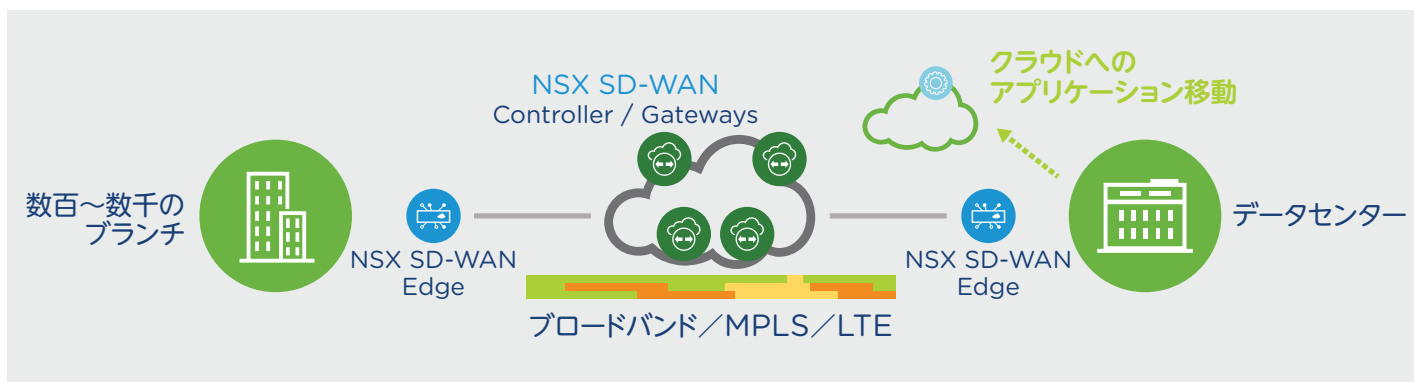 数百〜数千の
ブランチ
NSX SD-WAN
Edge
NSX SD-WAN
Controller / Gateways
ブロードバンド／MPLS／LTE
クラウドへの
アプリケーション移動
NSX SD-WAN
Edge
データセンター